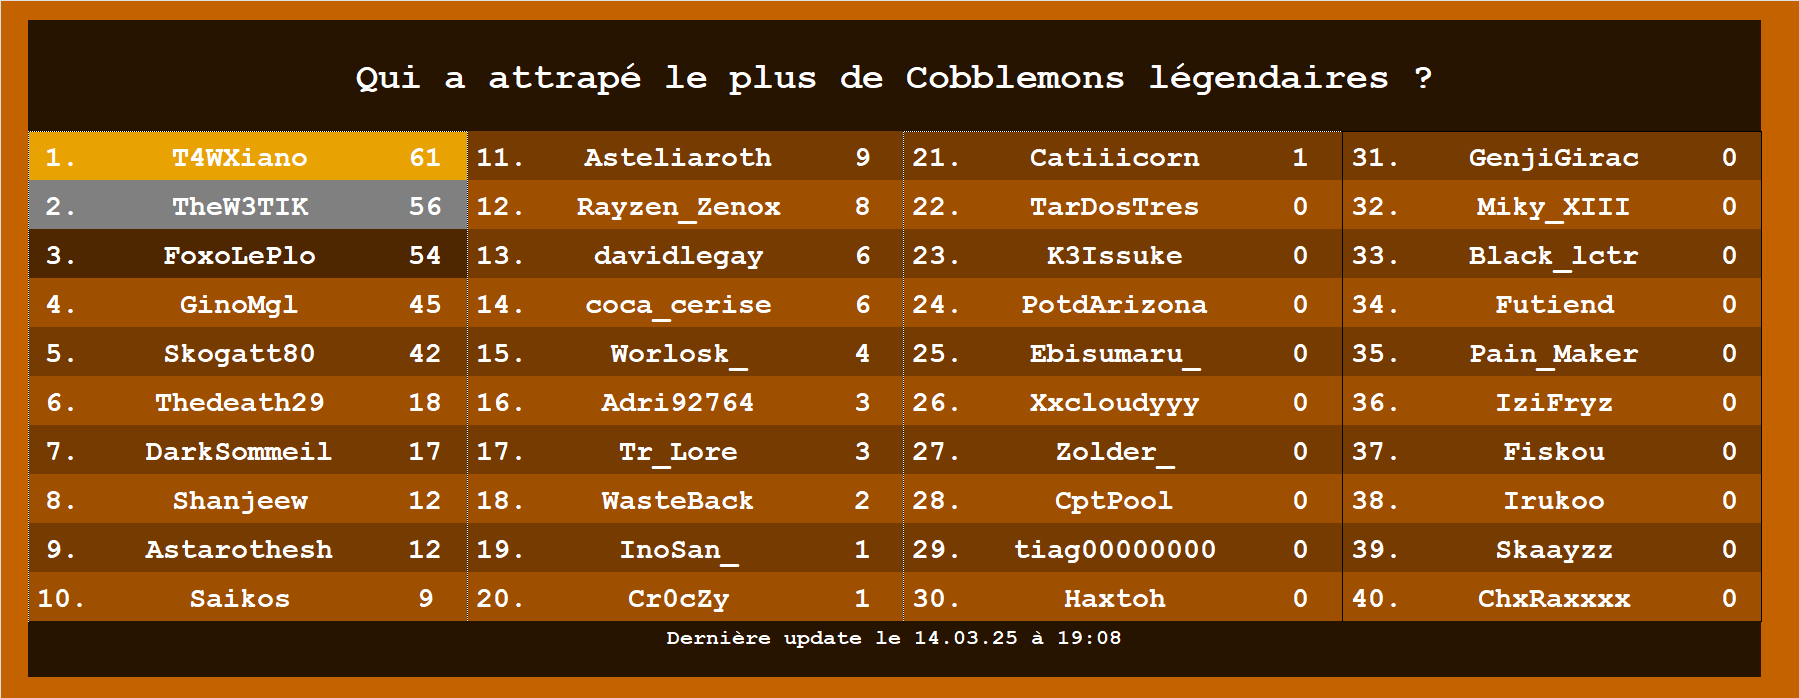 Qui a attrapé le plus de Cobblemons légendaires ?
1. T4WXiano 61
2. TheW3TIK 56
3. FoxoLePlo 54
4. GinoMgl 45
5. Skogatt80 42
6. Thedeath29 18
7. DarkSommeil 17
8. Shanjeew 12
9. Astarothesh 12
10. Saikos 9
11. Asteliaroth 9
12. Rayzen_Zenox 8
13. davidlegay 6
14. coca_cerise 6
15. Worlosk_ 4
16. Adri92764 3
17. Tr_Lore 3
18. WasteBack 2
19. InoSan_ 1
20. Cr0cZy 1
21. Catiiicorn 1
22. TarDosTres 0
23. K3Issuke 0
24. PotdArizona 0
25. Ebisumaru_ 0
26. Xxcloudyyy 0
27. Zolder_ 0
28. CptPool 0
29. tiag00000000 0
30. Haxtoh 0
31. GenjiGirac 0
32. Miky_XIII 0
33. Black_lctr 0
34. Futiend 0
35. Pain_Maker 0
36. IziFryz 0
37. Fiskou 0
38. Irukoo 0
39. Skaayzz 0
40. ChxRaxxxx 0
Dernière update le 14.03.25 à 19:08